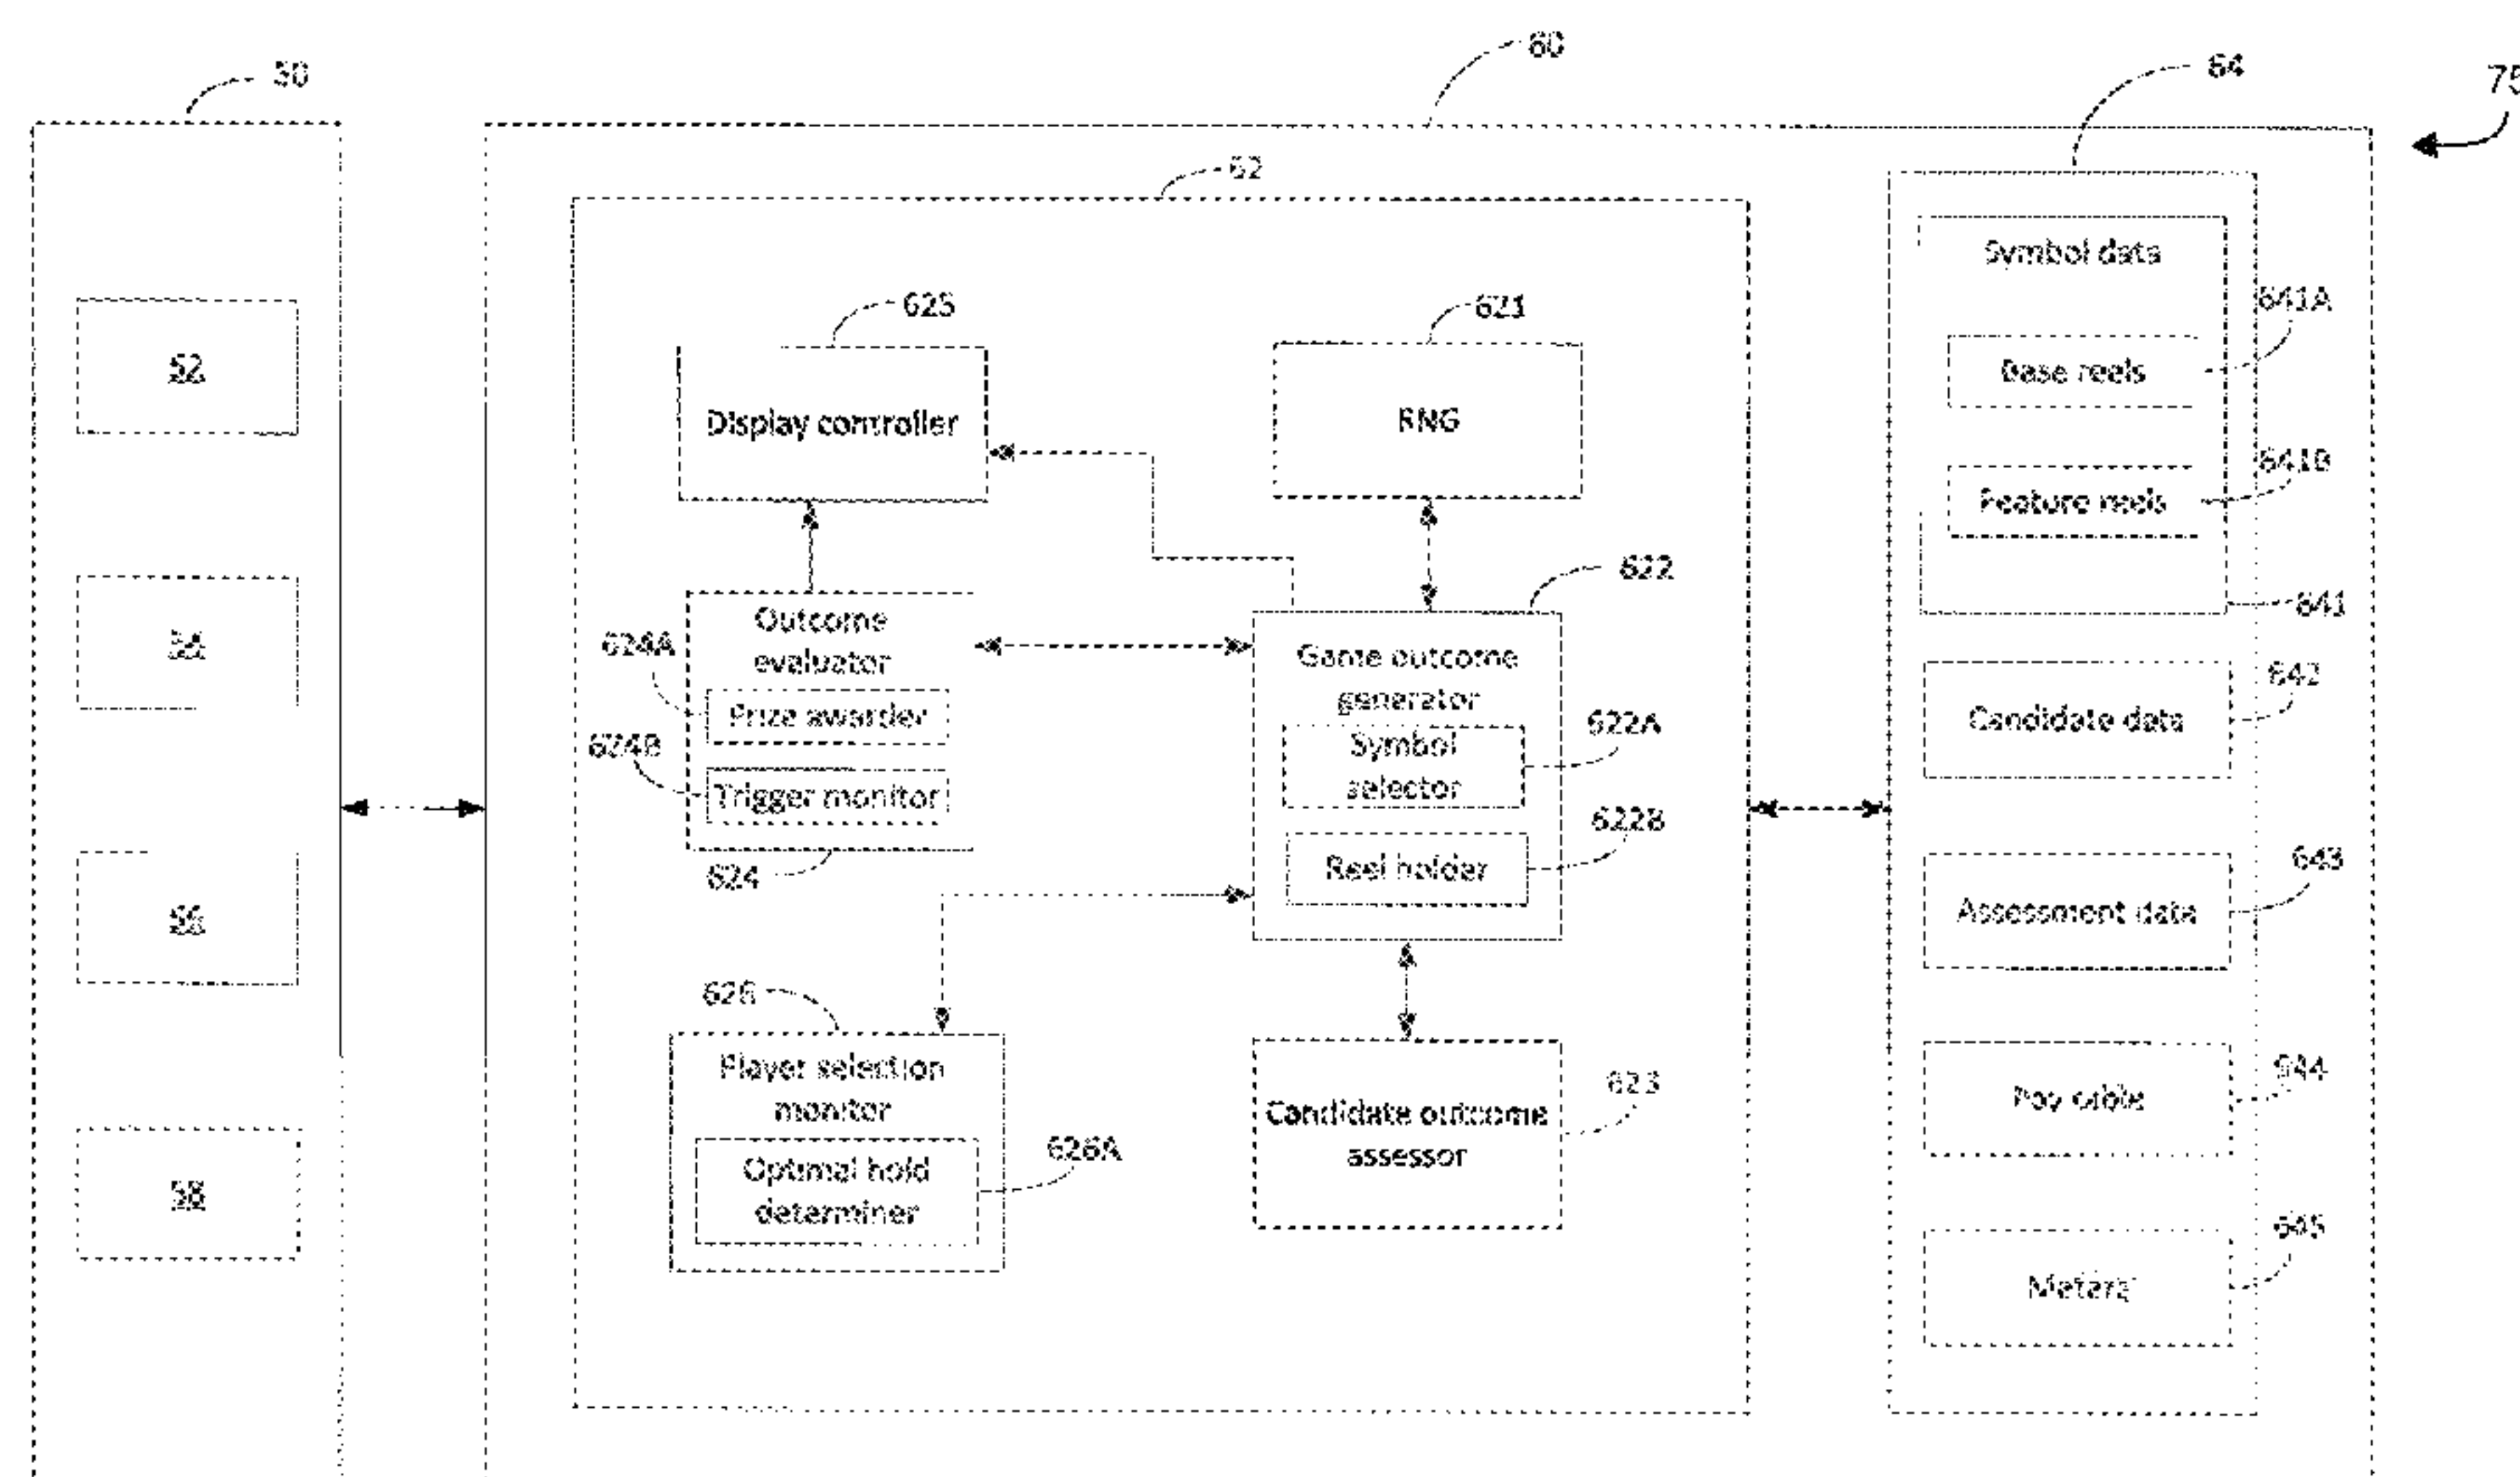 60
50
64
75
62
Symbol data
625
621
641A
52
Base reels
Display controller
RNG
641B
Feature reels
622
641
Outcome
evaluator
624A
54
Game outcome
generator
642
Prize awarder
Candidate data
622A
624B
Symbol
selector
Trigger monitor
622B
643
Reel holder
624
56
Assessment data
626
Player selection
monitor
644
623
Pay table
Candidate outcome
assessor
626A
Optimal hold
determiner
58
645
Meters